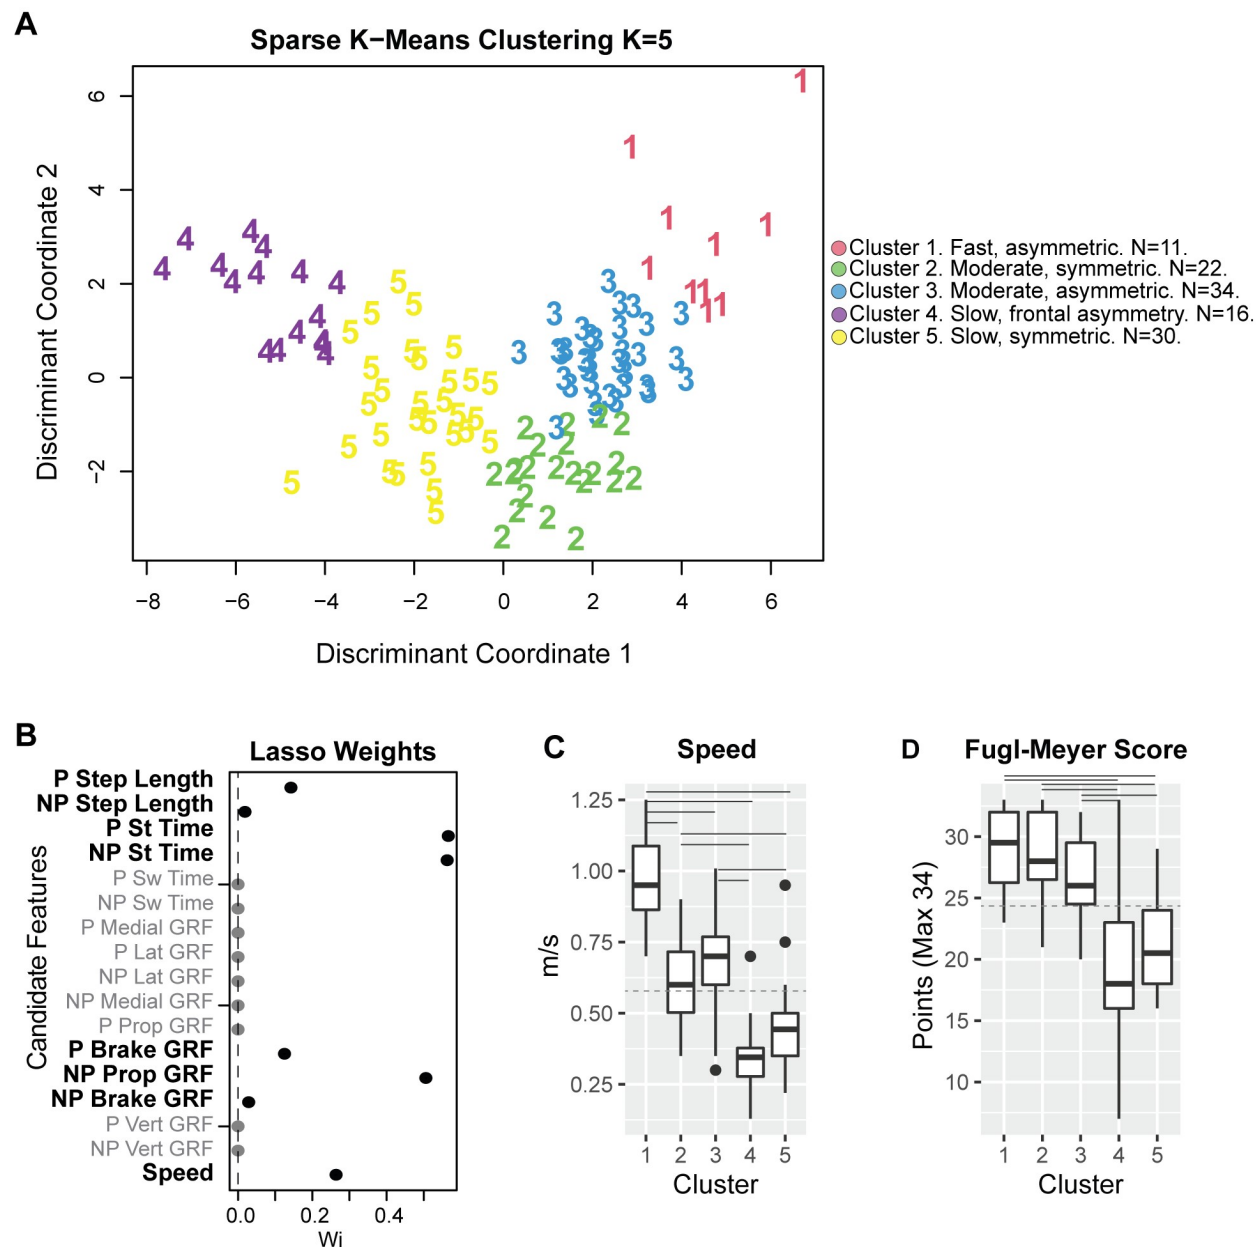 A
Sparse K−Means Clustering K=5
Discriminant Coordinate 2
6
4
2
0
−2
−8
−6
−4
−2
0
2
4
6
Discriminant Coordinate 1
Cluster 1. Fast, asymmetric. N=11.
Cluster 2. Moderate, symmetric. N=22.
Cluster 3. Moderate, asymmetric. N=34.
Cluster 4. Slow, frontal asymmetry. N=16.
Cluster 5. Slow, symmetric. N=30.
B
Lasso Weights
Candidate Features
P Step Length
NP Step Length
P St Time
NP St Time
P Sw Time
NP Sw Time
P Medial GRF
P Lat GRF
NP Lat GRF
NP Medial GRF
P Prop GRF
P Brake GRF
NP Prop GRF
NP Brake GRF
P Vert GRF
NP Vert GRF
Speed
0.0
0.2
0.4
Wi
C
Speed
m/s
1.25
1.00
0.75
0.50
0.25
1
2
3
4
5
Cluster
D
Fugl-Meyer Score
Points (Max 34)
30
25
20
15
10
1
2
3
4
5
Cluster